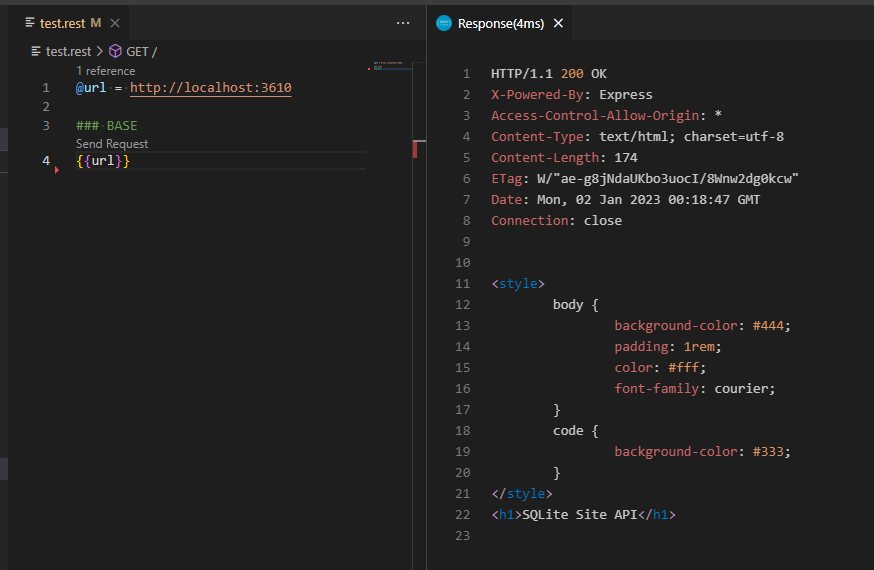 test.rest M
test.rest > GET /
1 reference
1 @url = http://localhost:3610
2
3 ### BASE
Send Request
4 {{url}}
Response(4ms)
1 HTTP/1.1 200 OK
2 X-Powered-By: Express
3 Access-Control-Allow-Origin: *
4 Content-Type: text/html; charset=utf-8
5 Content-Length: 174
6 ETag: W/"ae-g8jNdaUKbo3uocI/8Wnw2dg0kcw"
7 Date: Mon, 02 Jan 2023 00:18:47 GMT
8 Connection: close
9
10
11 <style>
12 body {
13 background-color: #444;
14 padding: 1rem;
15 color: #fff;
16 font-family: courier;
17 }
18 code {
19 background-color: #333;
20 }
21 </style>
22 <h1>SQLite Site API</h1>
23